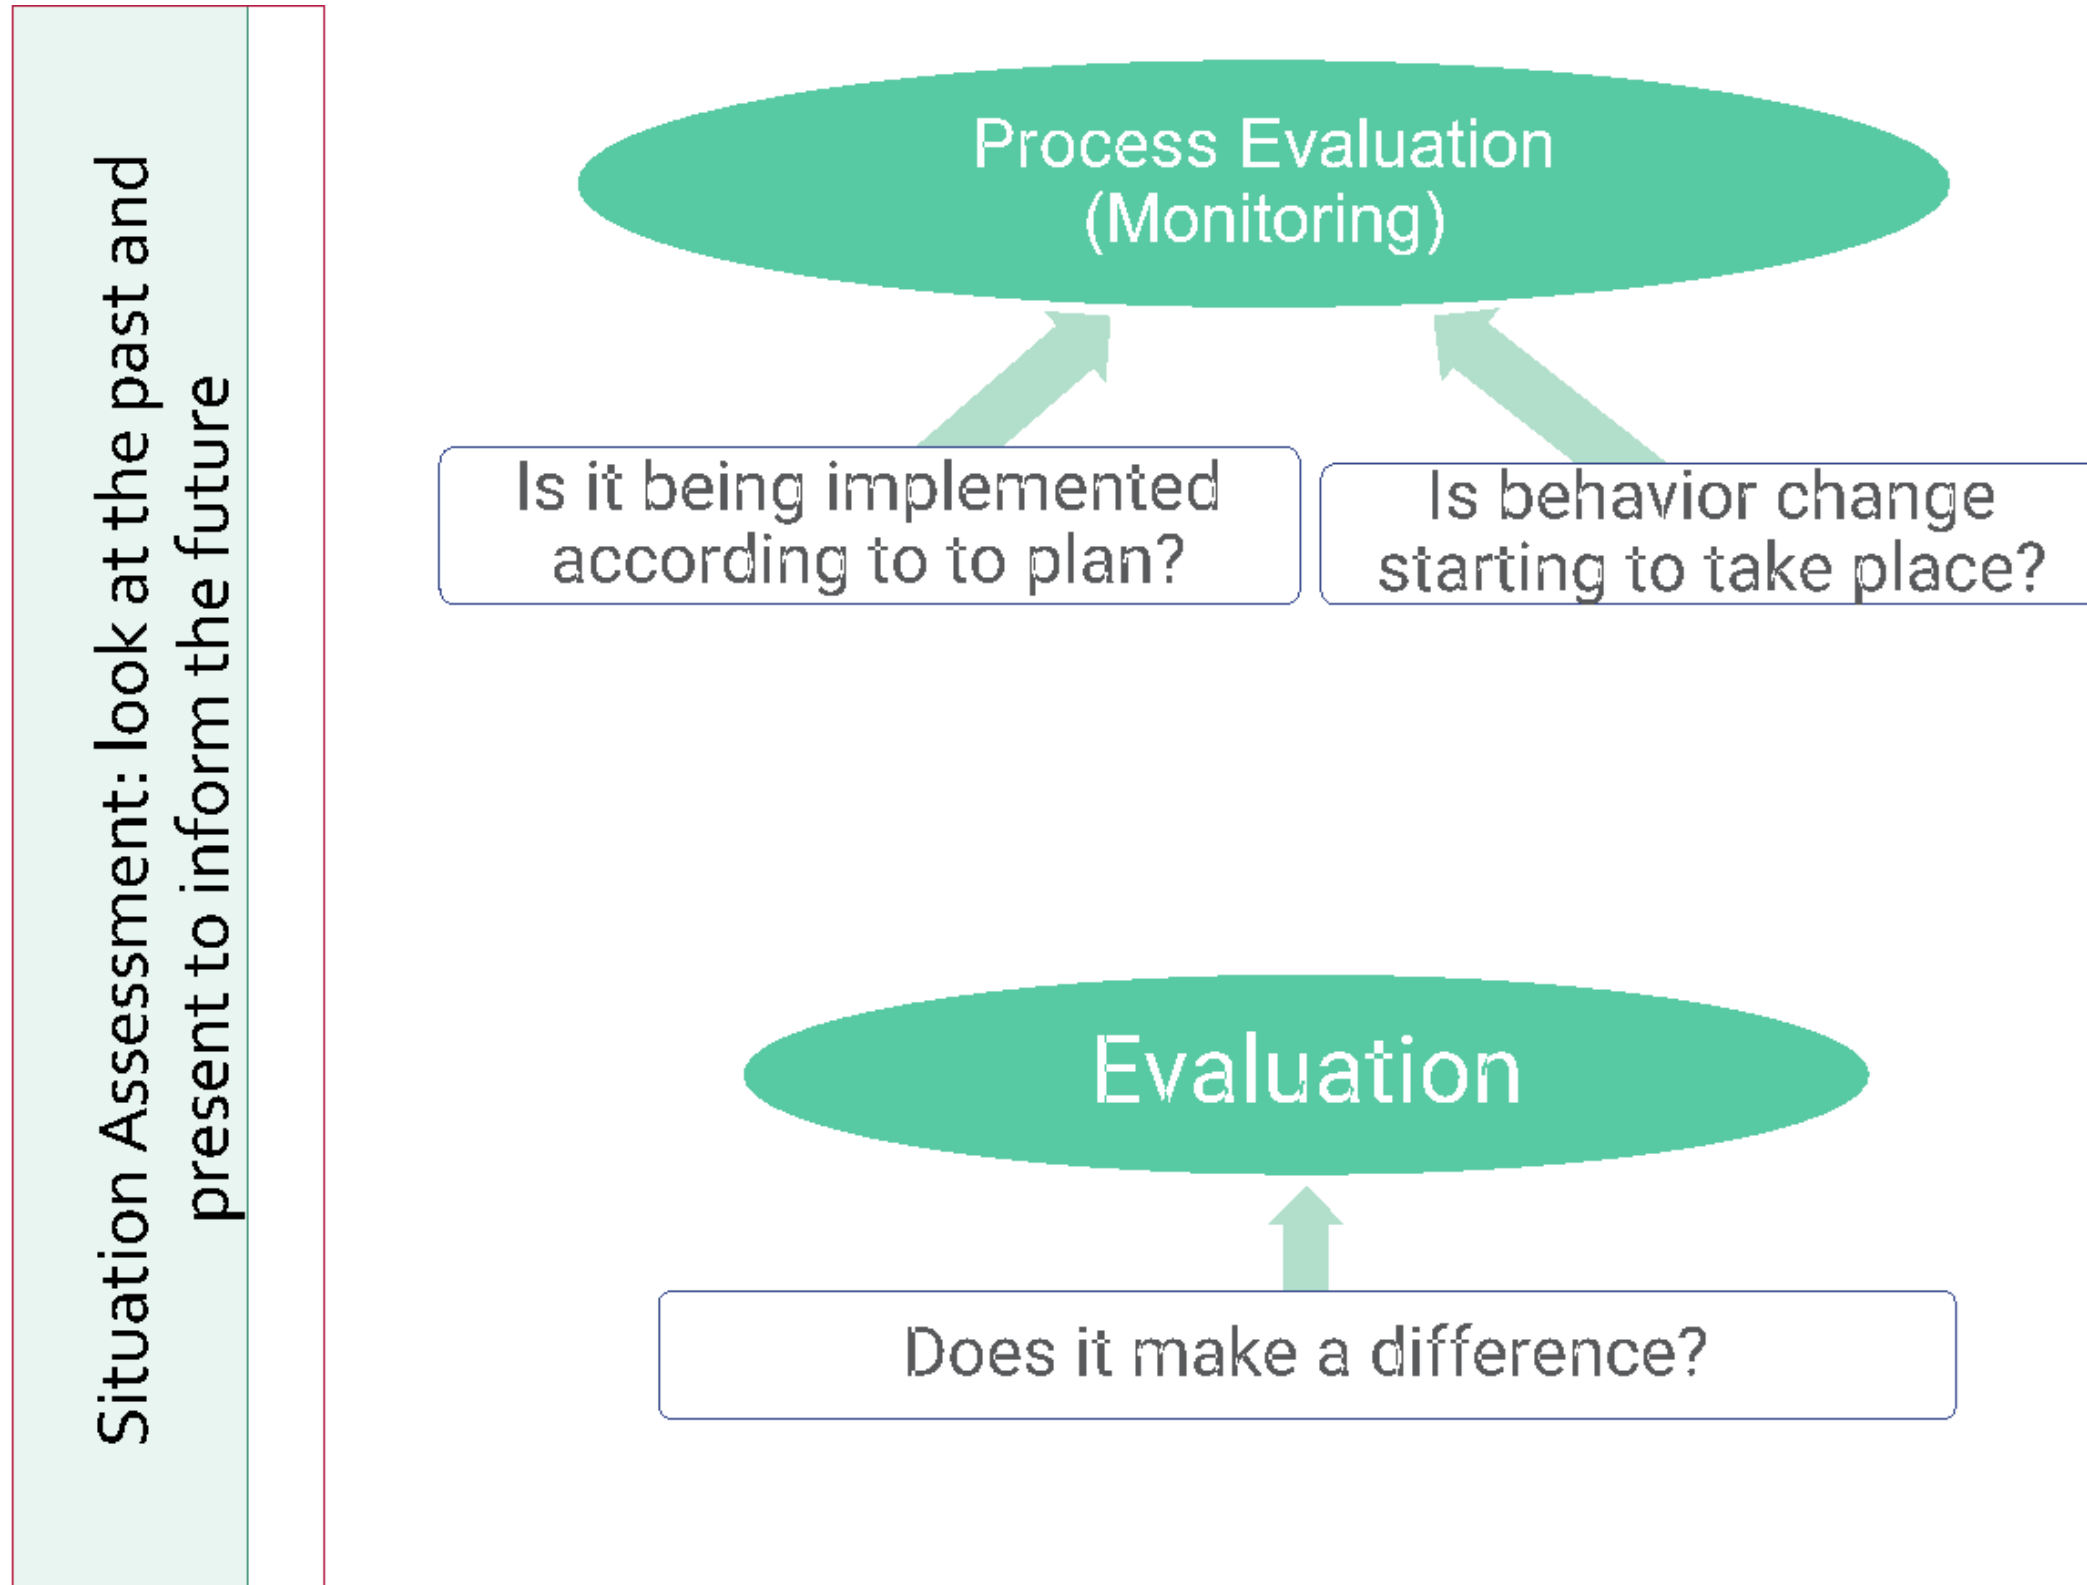 Situation Assessment: look at the past and
present to inform the future
Process Evaluation
(Monitoring)
Is it being implemented
according to to plan?
Is behavior change
starting to take place?
Evaluation
Does it make a difference?